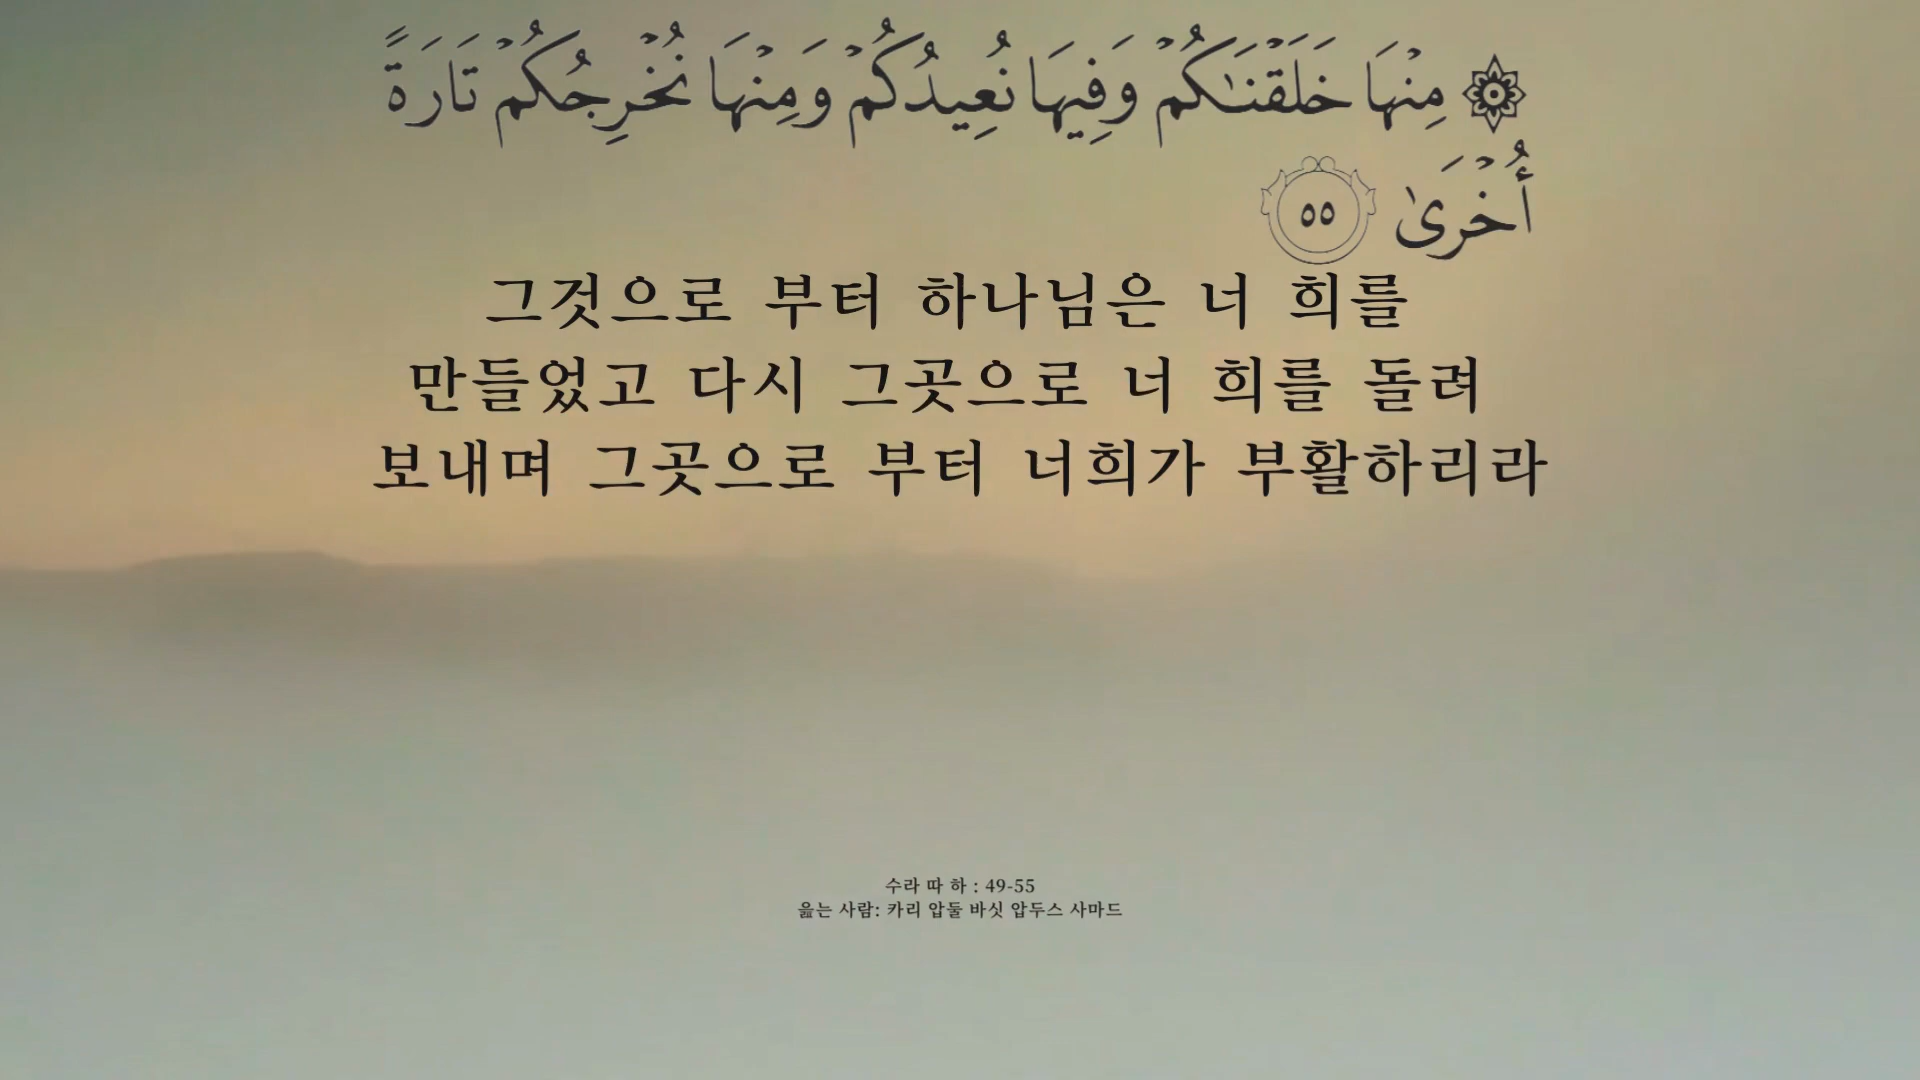 ۞ مِنْهَا خَلَقْنَـٰكُمْ وَفِيهَا نُعِيدُكُمْ وَمِنْهَا نُخْرِجُكُمْ تَارَةً
أُخْرَىٰ ٥٥
그것으로 부터 하나님은 너 희를
만들었고 다시 그곳으로 너 희를 돌려
보내며 그곳으로 부터 너희가 부활하리라
수라 따 하 : 49-55
읊는 사람: 카리 압둘 바싯 압두스 사마드